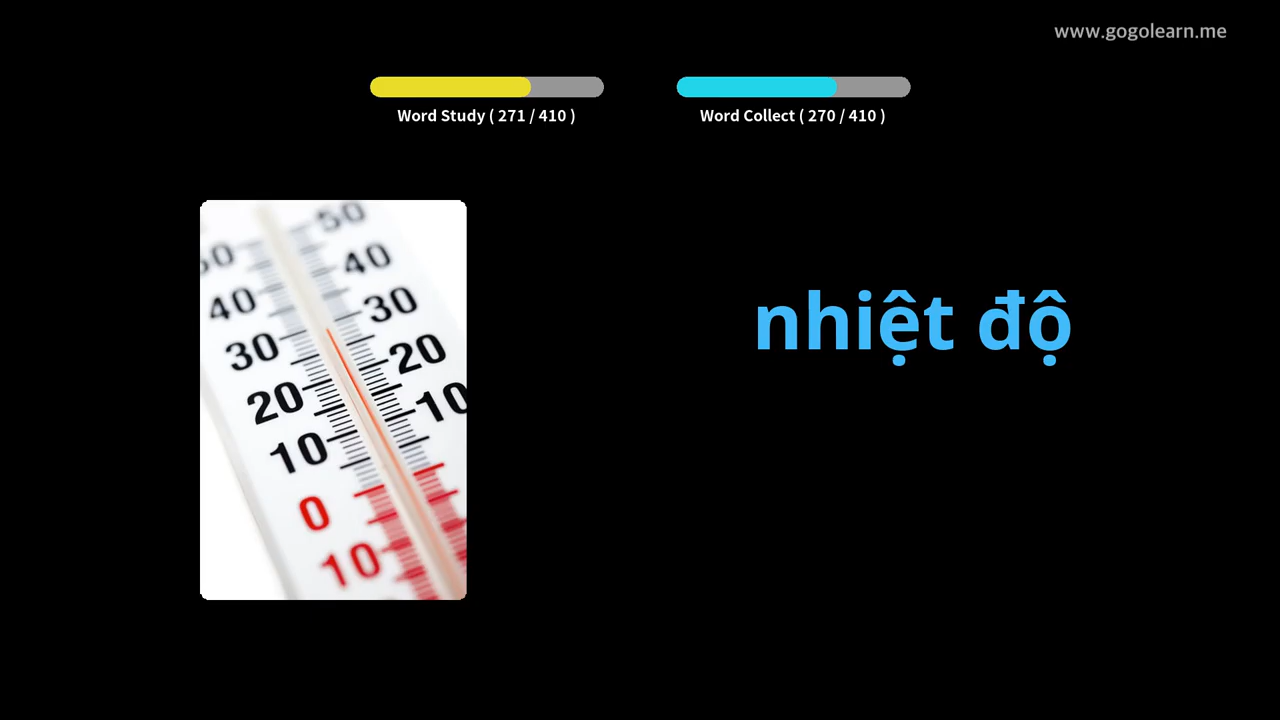 www.gogolearn.me
Word Study ( 271 / 410 )
Word Collect ( 270 / 410 )
50
40
40
30
30
20
20
10
10
0
10
nhiệt độ